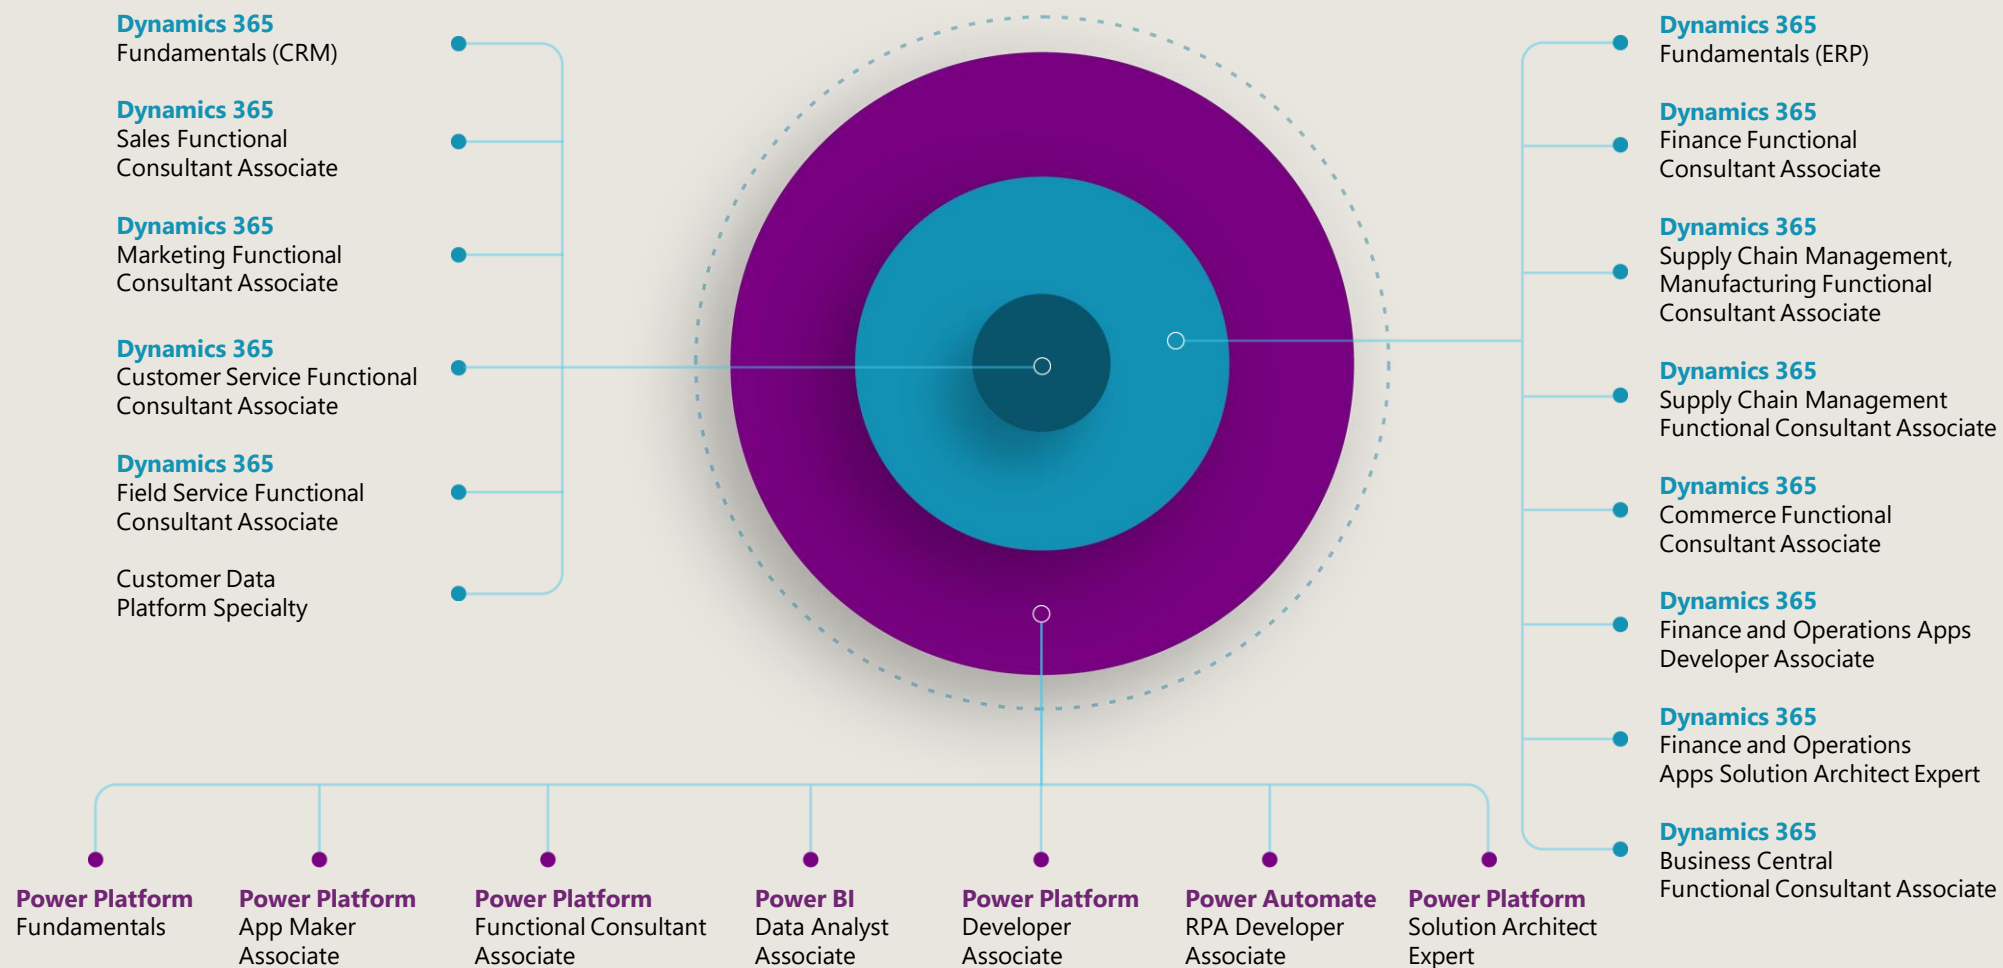 Dynamics 365
Fundamentals (CRM)
Dynamics 365
Sales Functional
Consultant Associate
Dynamics 365
Marketing Functional
Consultant Associate
Dynamics 365
Customer Service Functional
Consultant Associate
Dynamics 365
Field Service Functional
Consultant Associate
Customer Data
Platform Specialty
Dynamics 365
Fundamentals (ERP)
Dynamics 365
Finance Functional
Consultant Associate
Dynamics 365
Supply Chain Management,
Manufacturing Functional
Consultant Associate
Dynamics 365
Supply Chain Management
Functional Consultant Associate
Dynamics 365
Commerce Functional
Consultant Associate
Dynamics 365
Finance and Operations Apps
Developer Associate
Dynamics 365
Finance and Operations
Apps Solution Architect Expert
Dynamics 365
Business Central
Functional Consultant Associate
Power Platform
Fundamentals
Power Platform
App Maker
Associate
Power Platform
Functional Consultant
Associate
Power BI
Data Analyst
Associate
Power Platform
Developer
Associate
Power Automate
RPA Developer
Associate
Power Platform
Solution Architect
Expert